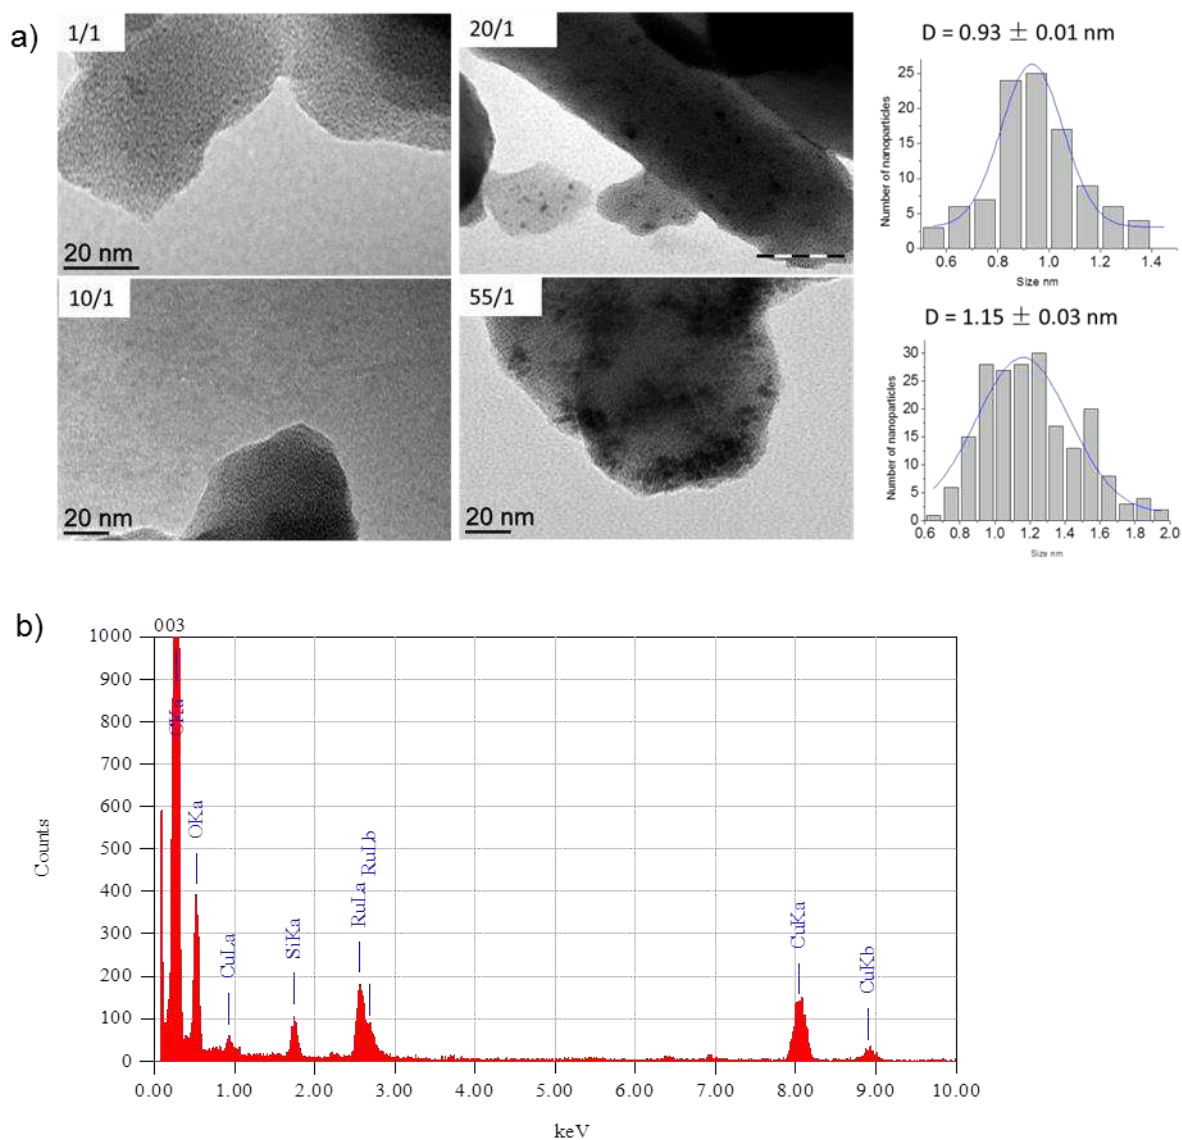 a)
1/1
20 nm
20/1
10/1
20 nm
55/1
20 nm
D = 0.93 ± 0.01 nm
Number of nanoparticles
25
20
15
10
5
0
0.6 0.8 1.0 1.2 1.4
Size nm
D = 1.15 ± 0.03 nm
Number of nanoparticles
30
25
20
15
10
5
0
0.6 0.8 1.0 1.2 1.4 1.6 1.8 2.0
Size nm
b)
003
Counts
1000
900
800
700
600
500
400
300
200
100
0
OKa
CuLa
SiKa
RuLa
RuLb
CuKa
CuKb
0.00 1.00 2.00 3.00 4.00 5.00 6.00 7.00 8.00 9.00 10.00
keV